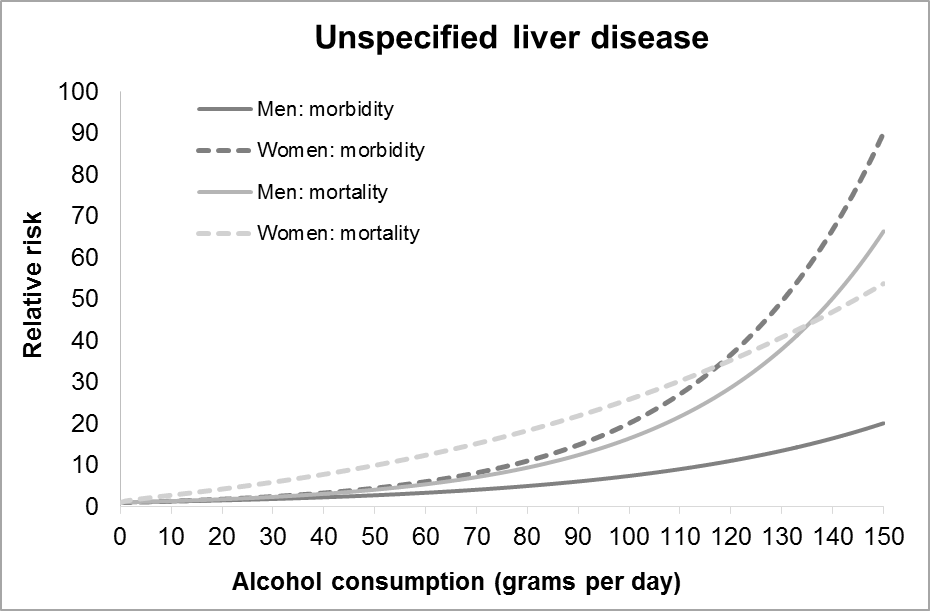 Unspecified liver disease
100
90
80
70
60
50
40
30
20
10
0
Relative risk
Men: morbidity
Women: morbidity
Men: mortality
Women: mortality
0 10 20 30 40 50 60 70 80 90 100 110 120 130 140 150
Alcohol consumption (grams per day)